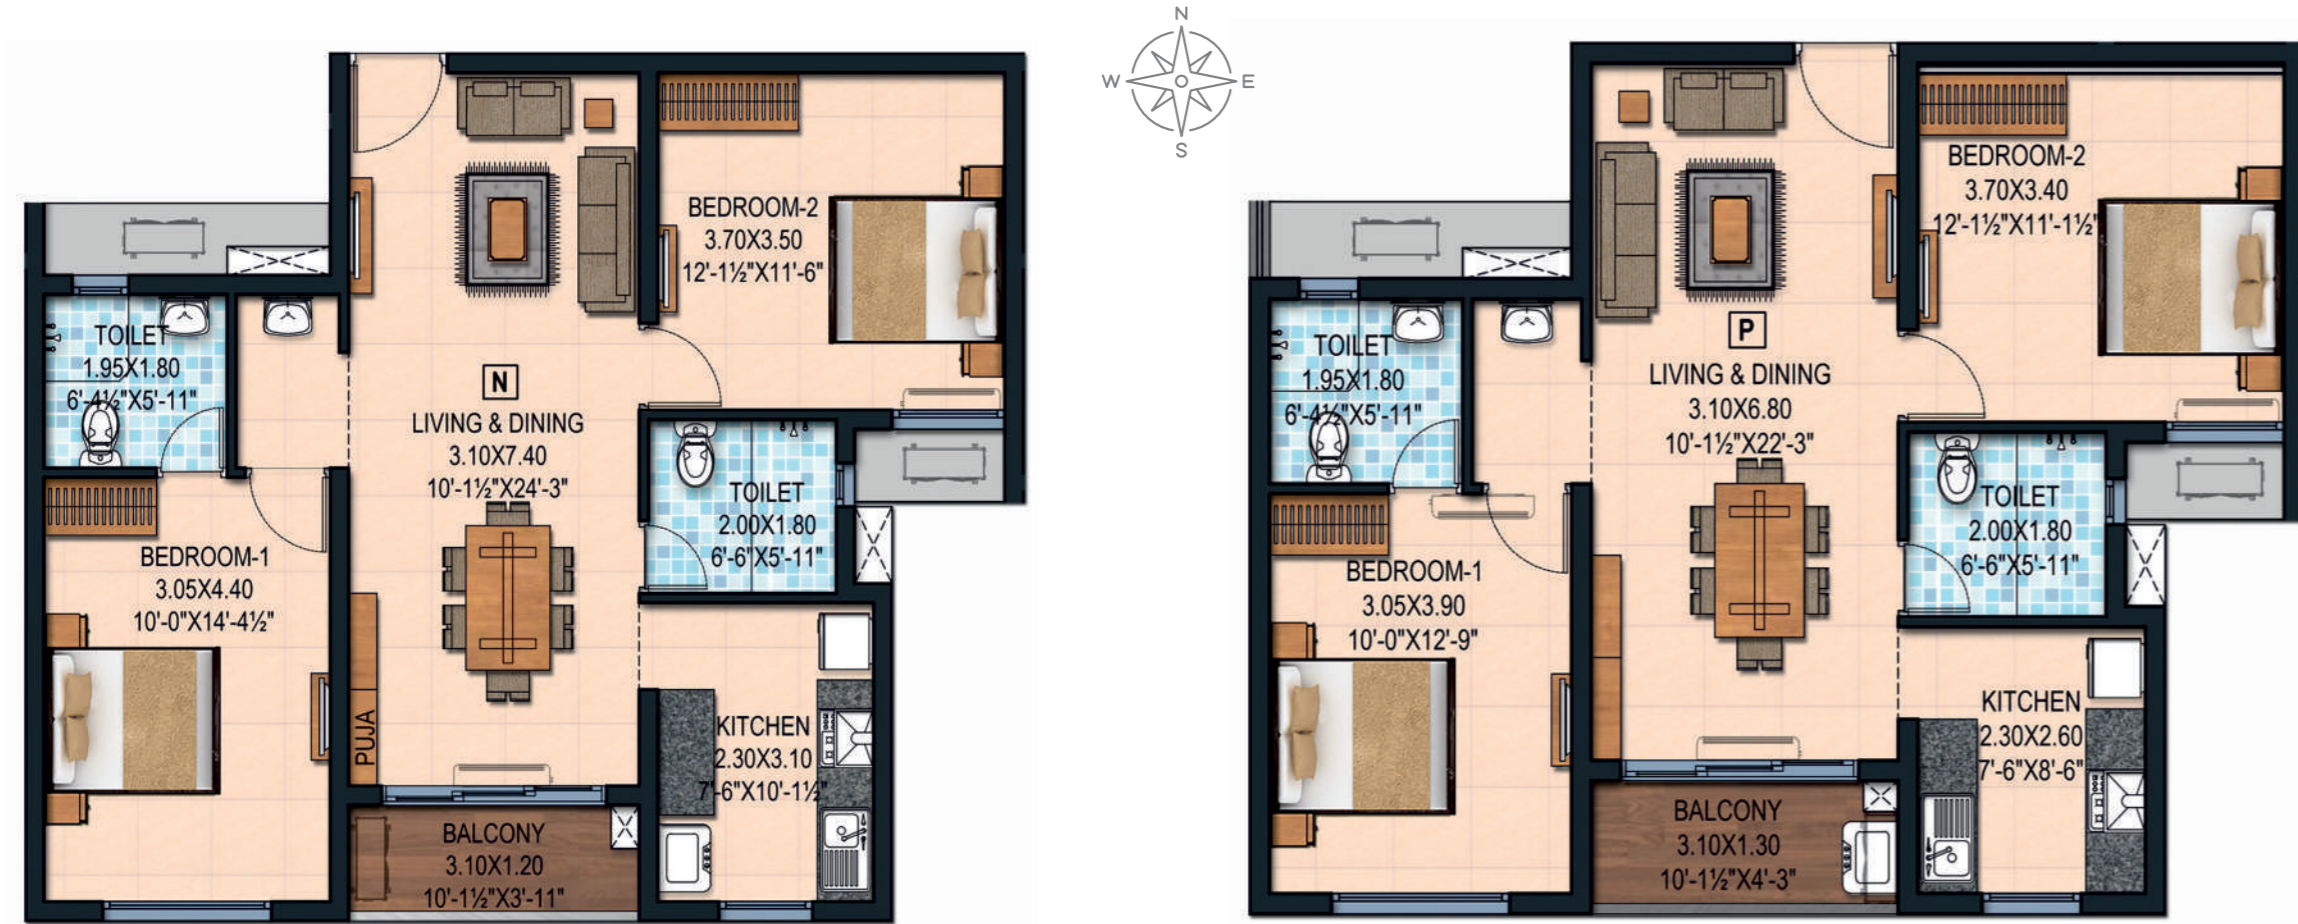 N
W E
S
BEDROOM-2
3.70X3.50
12'-1½"X11'-6"
TOILET
1.95X1.80
6'-4½"X5'-11"
N
LIVING & DINING
3.10X7.40
10'-1½"X24'-3"
TOILET
2.00X1.80
6'-6"X5'-11"
BEDROOM-1
3.05X4.40
10'-0"X14'-4½"
PUJA
KITCHEN
2.30X3.10
7'-6"X10'-1½"
BALCONY
3.10X1.20
10'-1½"X3'-11"
BEDROOM-2
3.70X3.40
12'-1½"X11'-1½"
TOILET
1.95X1.80
6'-4½"X5'-11"
P
LIVING & DINING
3.10X6.80
10'-1½"X22'-3"
TOILET
2.00X1.80
6'-6"X5'-11"
BEDROOM-1
3.05X3.90
10'-0"X12'-9"
KITCHEN
2.30X2.60
7'-6"X8'-6"
BALCONY
3.10X1.30
10'-1½"X4'-3"